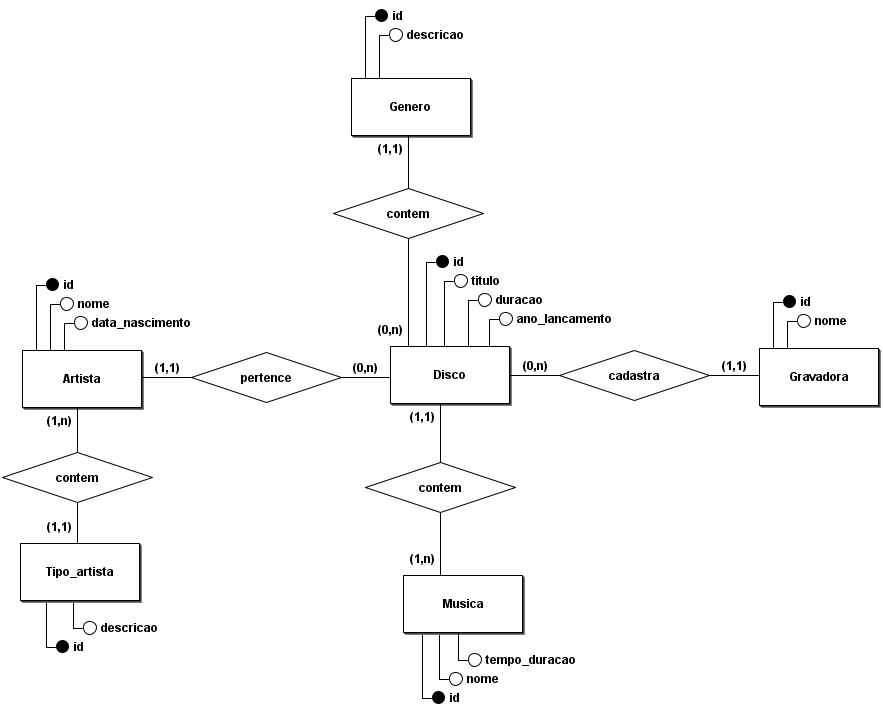 id
descricao
Genero
(1,1)
contem
(0,n)
id
titulo
duracao
ano_lancamento
id
nome
data_nascimento
Artista
(1,1)
pertence
(0,n)
Disco
(0,n)
cadastra
(1,1)
id
nome
Gravadora
(1,n)
contem
(1,1)
Tipo_artista
descricao
id
(1,1)
contem
(1,n)
Musica
tempo_duracao
nome
id